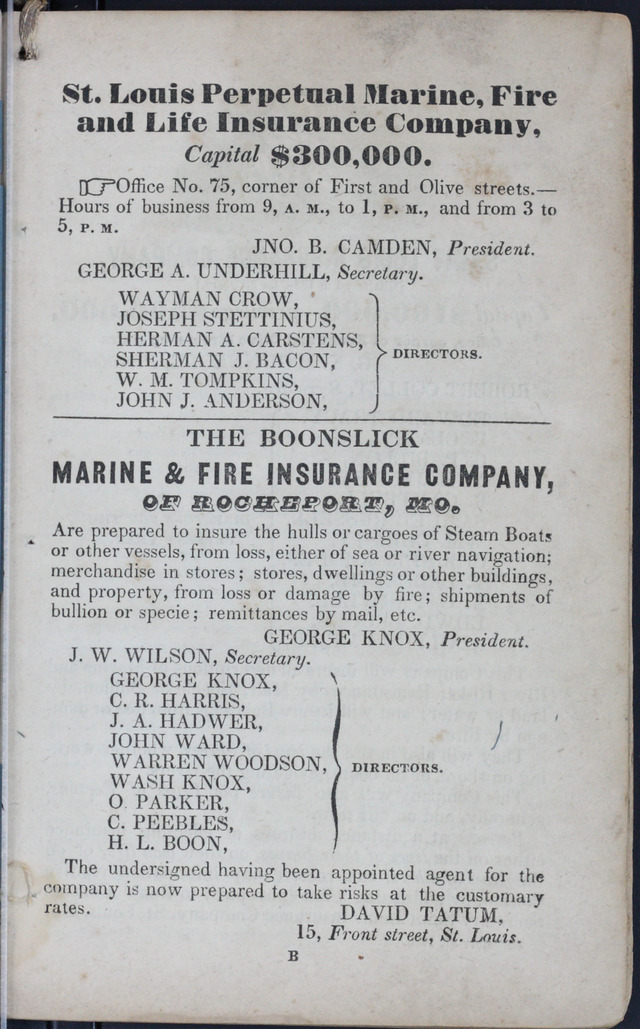 St. Louis Perpetual Marine, Fire
and Life Insurance Company,
Capital $300,000.
☞Office No. 75, corner of First and Olive streets.—
Hours of business from 9, A. M., to 1, P. M., and from 3 to
5, P. M.
JNO. B. CAMDEN, President.
GEORGE A. UNDERHILL, Secretary.
WAYMAN CROW,
JOSEPH STETTINIUS,
HERMAN A. CARSTENS,
SHERMAN J. BACON,
W. M. TOMPKINS,
JOHN J. ANDERSON,
DIRECTORS.
THE BOONSLICK
MARINE & FIRE INSURANCE COMPANY,
OF ROCHEPORT, MO.
Are prepared to insure the hulls or cargoes of Steam Boats
or other vessels, from loss, either of sea or river navigation;
merchandise in stores; stores, dwellings or other buildings,
and property, from loss or damage by fire; shipments of
bullion or specie; remittances by mail, etc.
GEORGE KNOX, President.
J. W. WILSON, Secretary.
GEORGE KNOX,
C. R. HARRIS,
J. A. HADWER,
JOHN WARD,
WARREN WOODSON,
WASH KNOX,
O. PARKER,
C. PEEBLES,
H. L. BOON,
DIRECTORS.
The undersigned having been appointed agent for the
company is now prepared to take risks at the customary
rates. DAVID TATUM,
15, Front street, St. Louis.
B